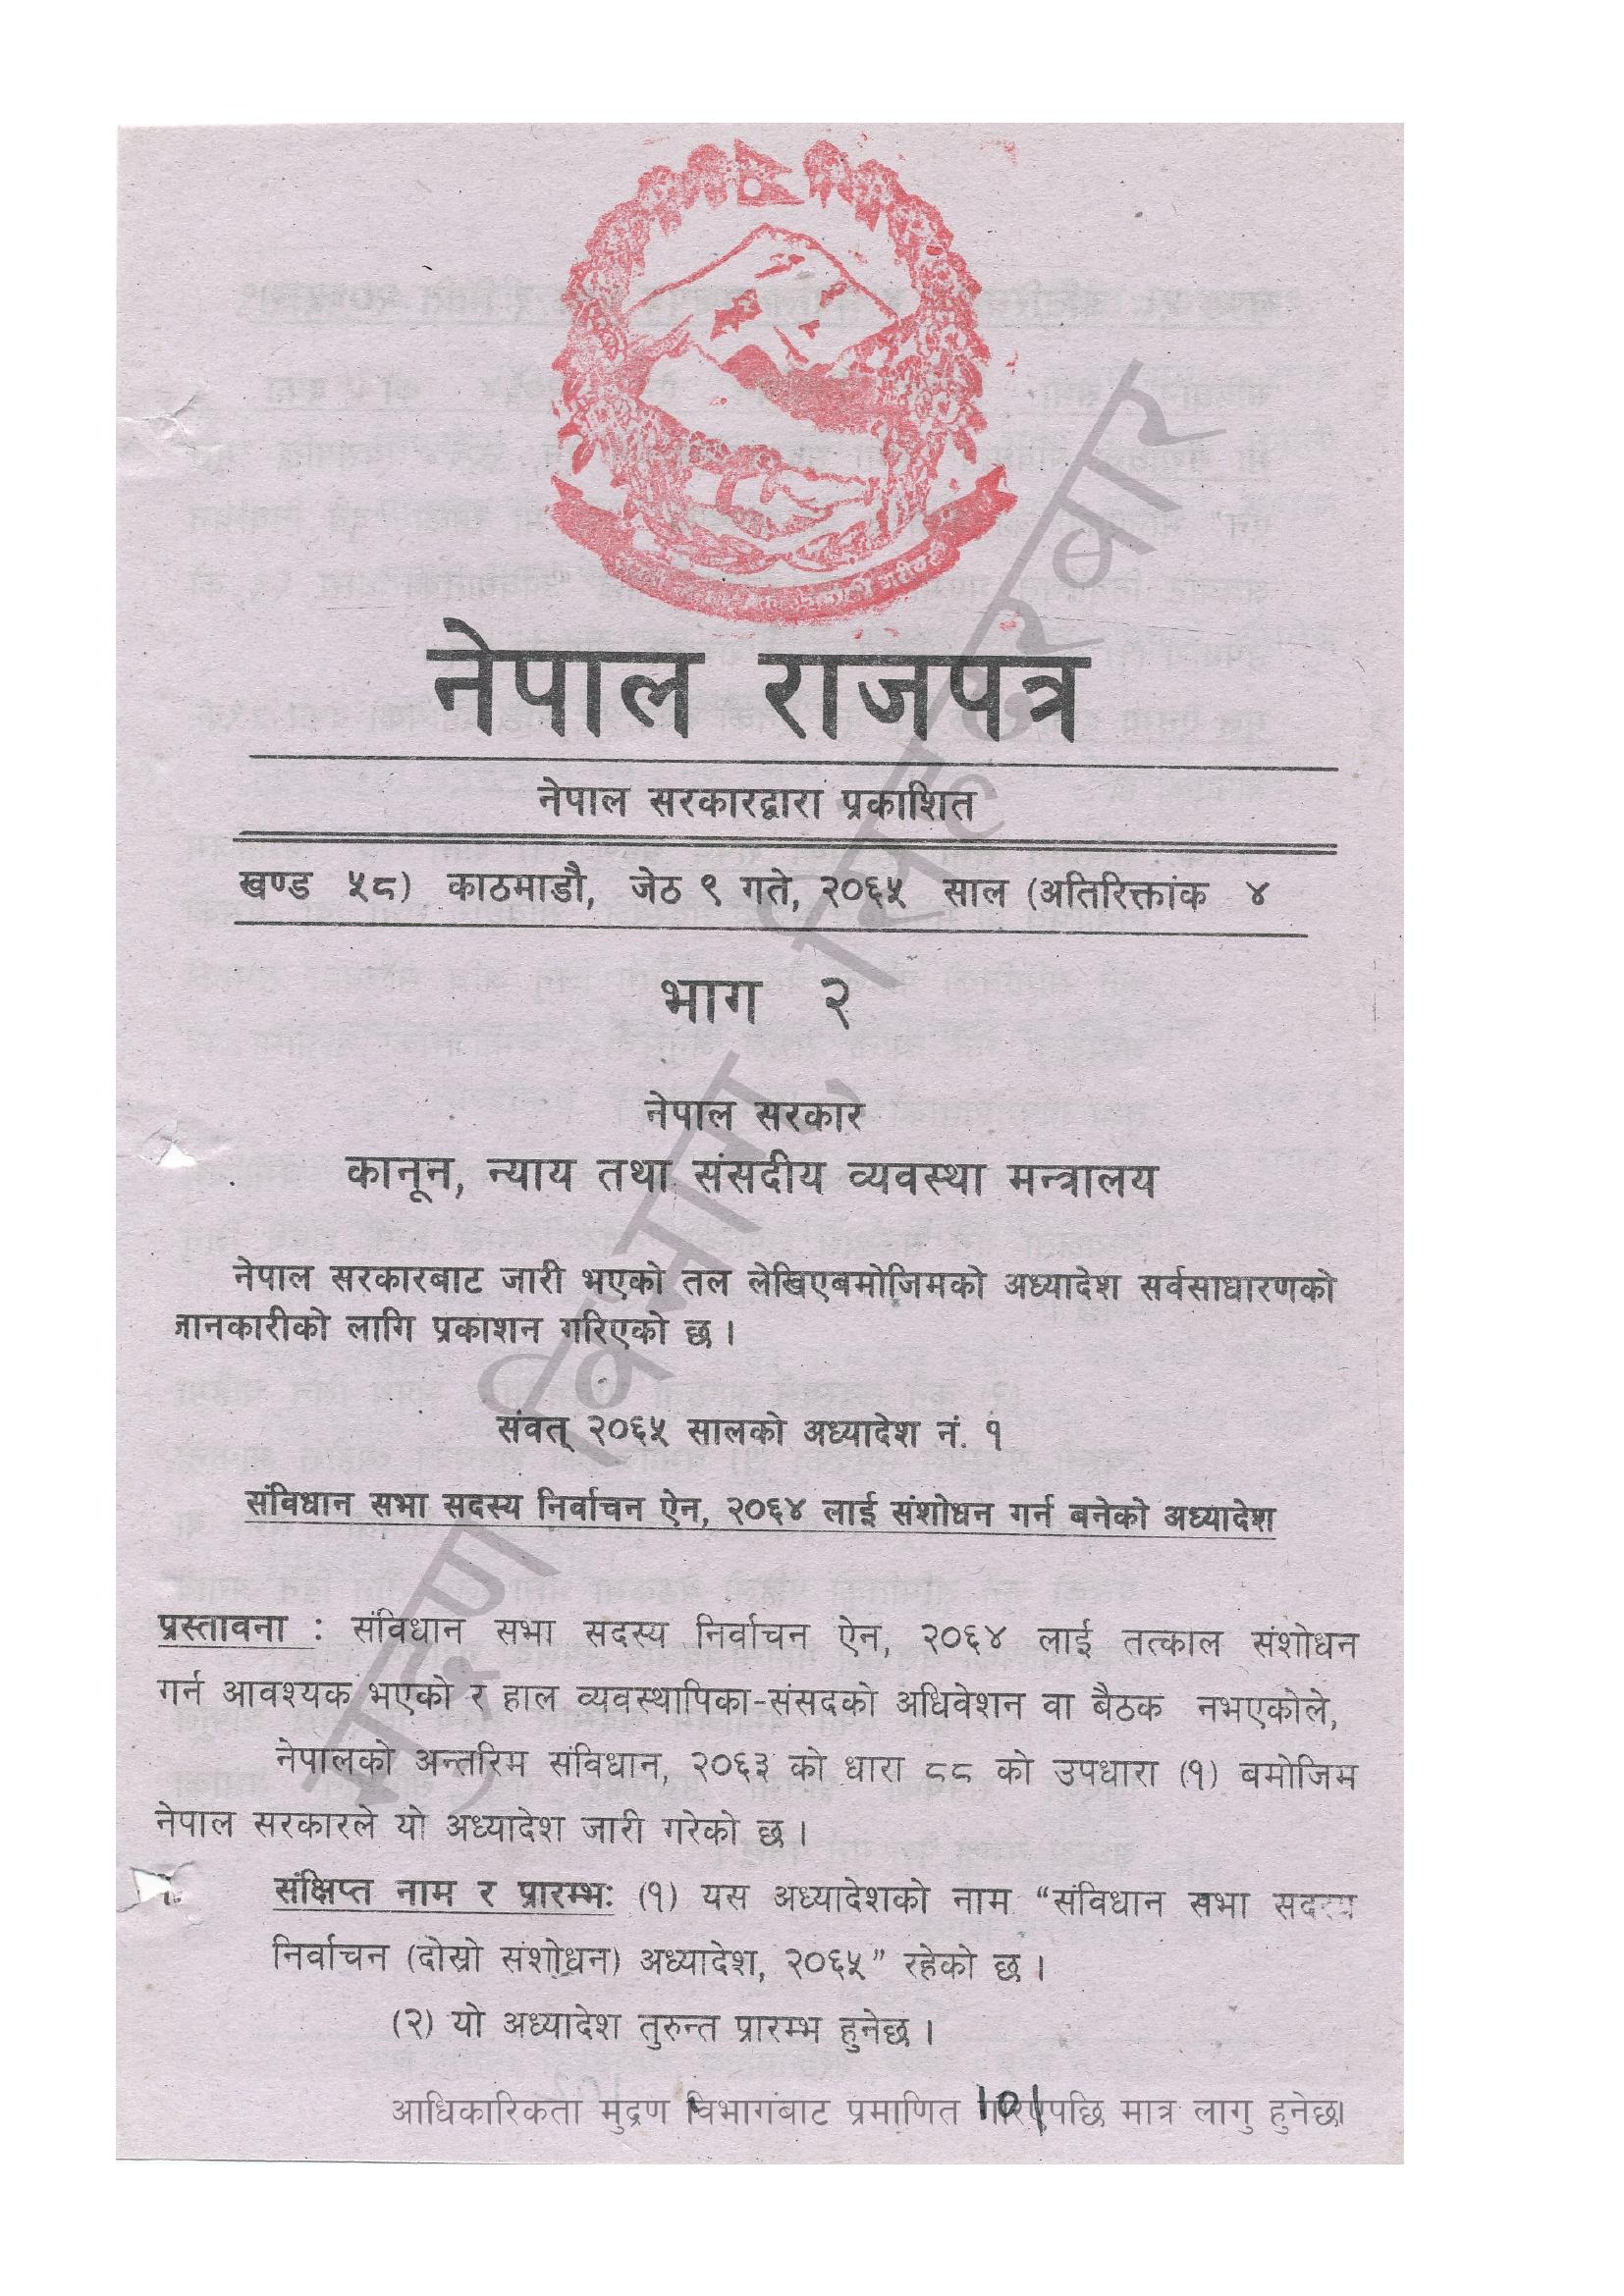 नेपाल राजपत्र
नेपाल सरकारद्वारा प्रकाशित
खण्ड ५८) काठमाडौ, जेठ ९ गते, २०६५ साल (अतिरिक्तांक ४
भाग २
नेपाल सरकार
कानून, न्याय तथा संसदीय व्यवस्था मन्त्रालय
नेपाल सरकारबाट जारी भएको तल लेखिएबमोजिमको अध्यादेश सर्वसाधारणको
जानकारीको लागि प्रकाशन गरिएको छ ।
संवत् २०६५ सालको अध्यादेश नं. १
संविधान सभा सदस्य निर्वाचन ऐन, २०६४ लाई संशोधन गर्न बनेको अध्यादेश
प्रस्तावना : संविधान सभा सदस्य निर्वाचन ऐन, २०६४ लाई तत्काल संशोधन
गर्न आवश्यक भएको र हाल व्यवस्थापिका-संसदको अधिवेशन वा बैठक नभएकोले,
नेपालको अन्तरिम संविधान, २०६३ को धारा ८८ को उपधारा (१) बमोजिम
नेपाल सरकारले यो अध्यादेश जारी गरेको छ ।
संक्षिप्त नाम र प्रारम्भः (१) यस अध्यादेशको नाम “संविधान सभा सदस्य
निर्वाचन (दोस्रो संशोधन) अध्यादेश, २०६५” रहेको छ ।
(२) यो अध्यादेश तुरुन्त प्रारम्भ हुनेछ ।
आधिकारिकता मुद्रण विभागबाट प्रमाणित गरिएपछि मात्र लागु हुनेछ।
मुद्रण विभाग, सिंहदरबार